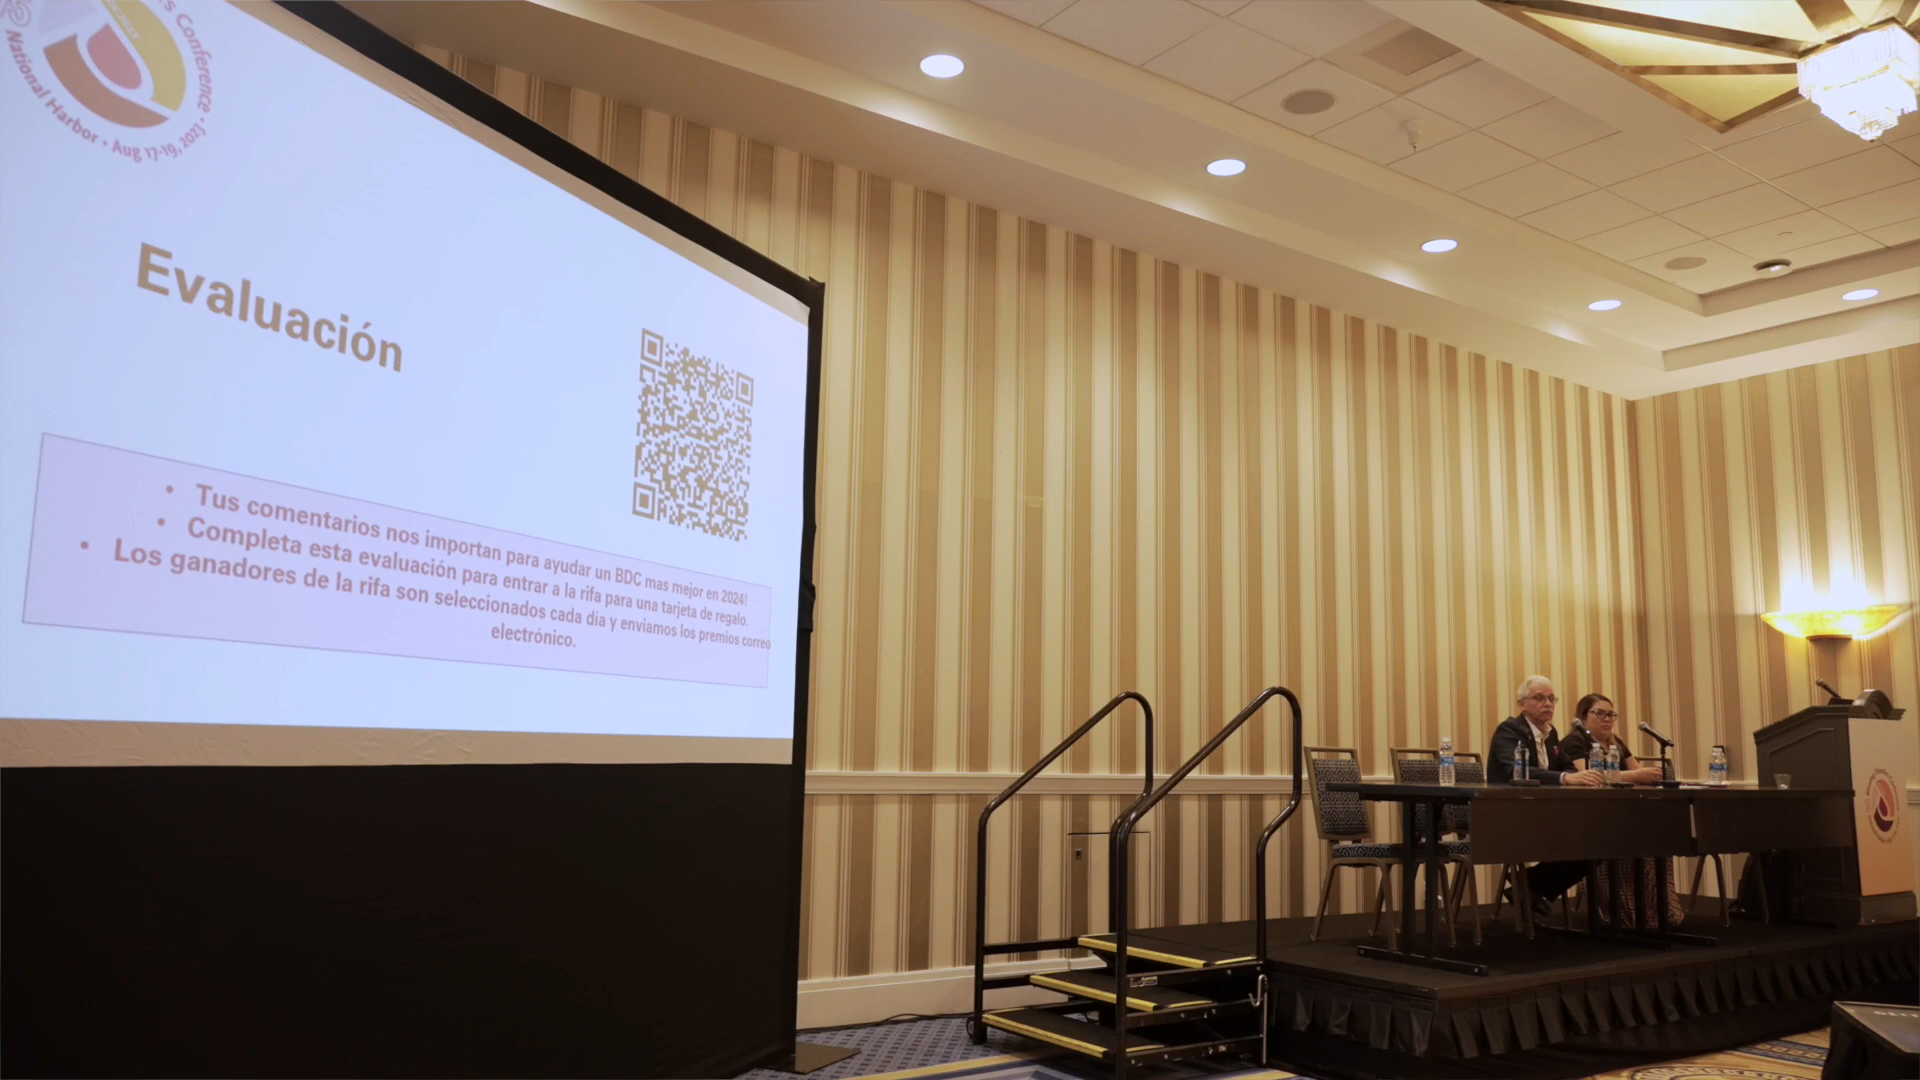 s Conference
National Harbor • Aug 17-19, 2023 •
Evaluación
• Tus comentarios nos importan para ayudar un BDC mas mejor en 2024!
• Completa esta evaluación para entrar a la rifa para una tarjeta de regalo.
• Los ganadores de la rifa son seleccionados cada día y enviamos los premios correo
electrónico.